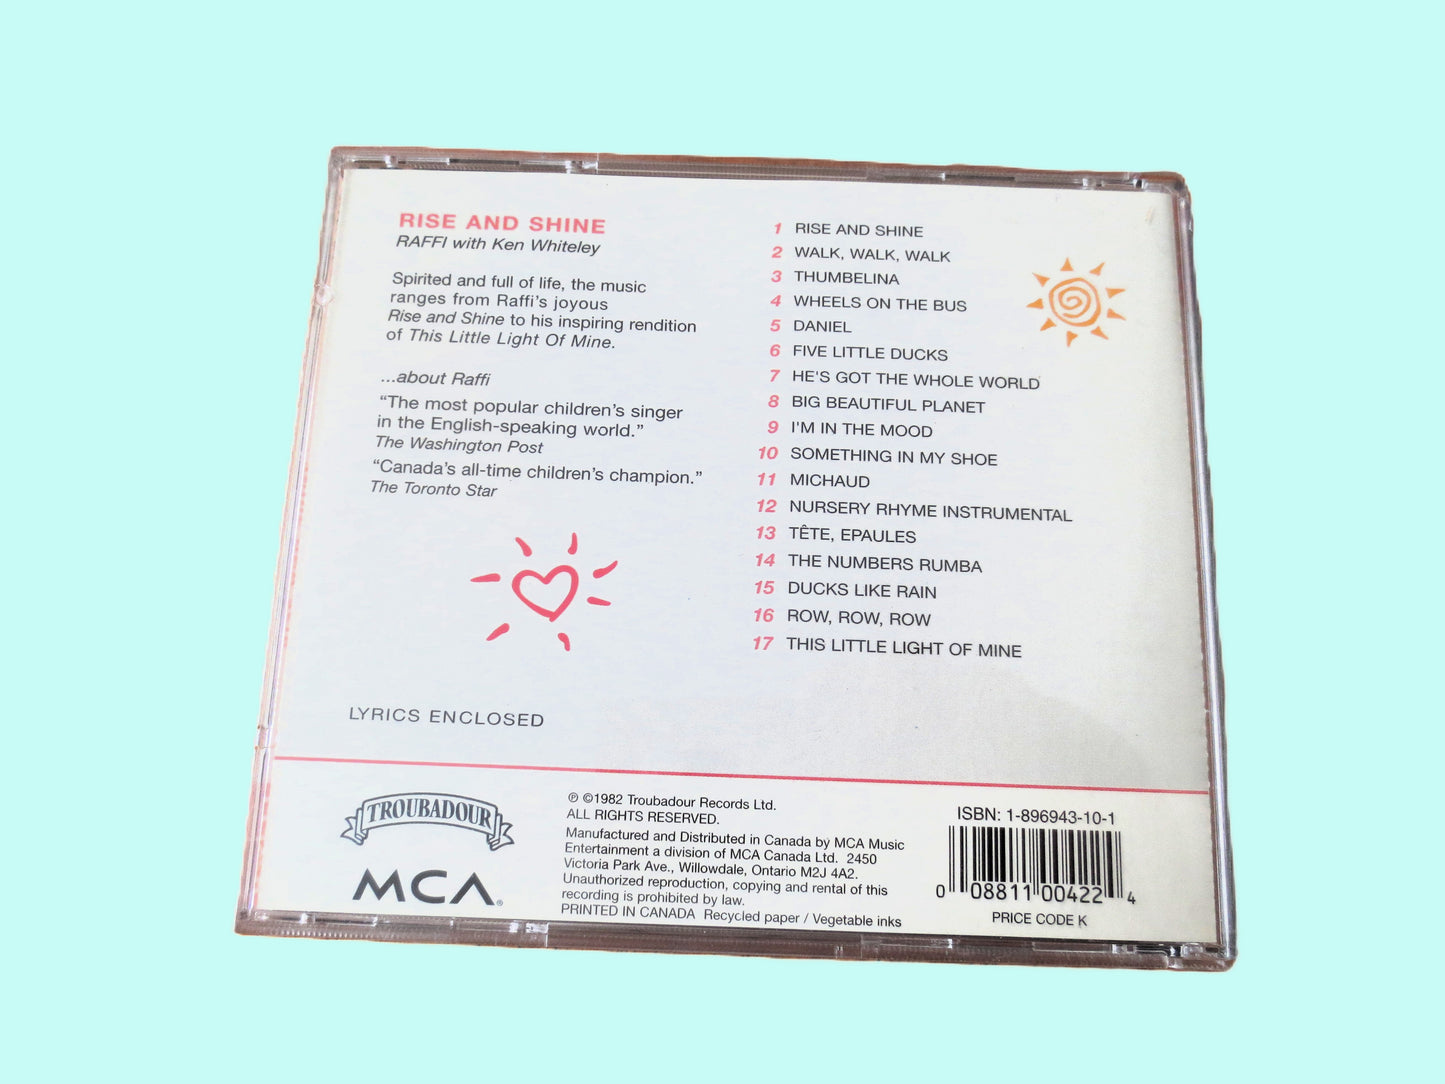 RISE AND SHINE
RAFFI with Ken Whiteley
Spirited and full of life, the music
ranges from Raffi's joyous
Rise and Shine to his inspiring rendition
of This Little Light Of Mine.
...about Raffi
“The most popular children's singer
in the English-speaking world.”
The Washington Post
“Canada's all-time children's champion.”
The Toronto Star
LYRICS ENCLOSED
1 RISE AND SHINE
2 WALK, WALK, WALK
3 THUMBELINA
4 WHEELS ON THE BUS
5 DANIEL
6 FIVE LITTLE DUCKS
7 HE'S GOT THE WHOLE WORLD
8 BIG BEAUTIFUL PLANET
9 I'M IN THE MOOD
10 SOMETHING IN MY SHOE
11 MICHAUD
12 NURSERY RHYME INSTRUMENTAL
13 TÊTE, EPAULES
14 THE NUMBERS RUMBA
15 DUCKS LIKE RAIN
16 ROW, ROW, ROW
17 THIS LITTLE LIGHT OF MINE
TROUBADOUR
MCA®
℗ ©1982 Troubadour Records Ltd.
ALL RIGHTS RESERVED.
Manufactured and Distributed in Canada by MCA Music
Entertainment a division of MCA Canada Ltd. 2450
Victoria Park Ave., Willowdale, Ontario M2J 4A2.
Unauthorized reproduction, copying and rental of this
recording is prohibited by law.
PRINTED IN CANADA Recycled paper / Vegetable inks
ISBN: 1-896943-10-1
0 08811 00422 4
PRICE CODE K